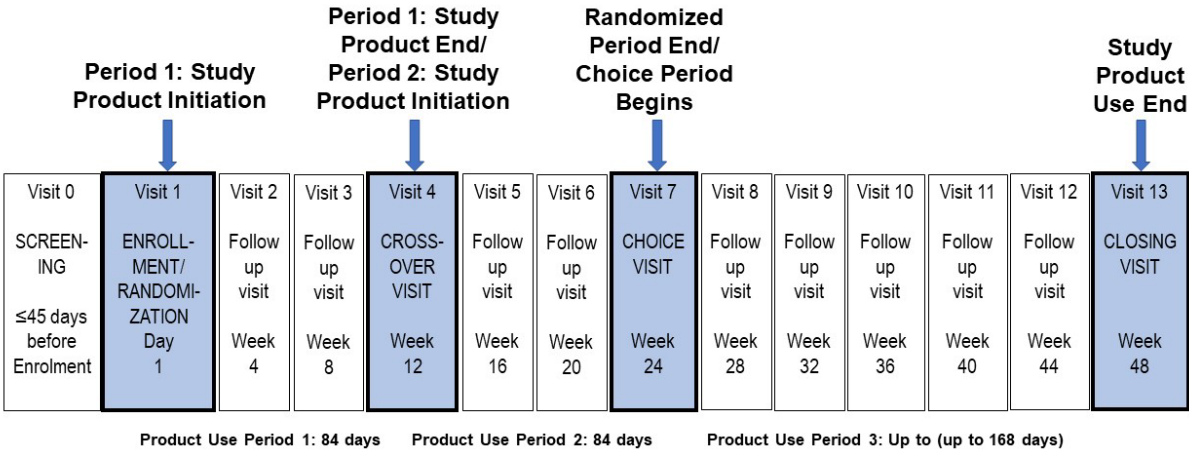 Period 1: Study
Product Initiation
Period 1: Study
Product End/
Period 2: Study
Product Initiation
Randomized
Period End/
Choice Period
Begins
Study
Product
Use End
Visit 0
SCREEN-
ING
≤45 days
before
Enrolment
Visit 1
ENROLL-
MENT/
RANDOMI-
ZATION
Day
1
Visit 2
Follow
up
visit
Week
4
Visit 3
Follow
up
visit
Week
8
Visit 4
CROSS-
OVER
VISIT
Week
12
Visit 5
Follow
up
visit
Week
16
Visit 6
Follow
up
visit
Week
20
Visit 7
CHOICE
VISIT
Week
24
Visit 8
Follow
up
visit
Week
28
Visit 9
Follow
up
visit
Week
32
Visit 10
Follow
up
visit
Week
36
Visit 11
Follow
up
visit
Week
40
Visit 12
Follow
up
visit
Week
44
Visit 13
CLOSING
VISIT
Week
48
Product Use Period 1: 84 days
Product Use Period 2: 84 days
Product Use Period 3: Up to (up to 168 days)